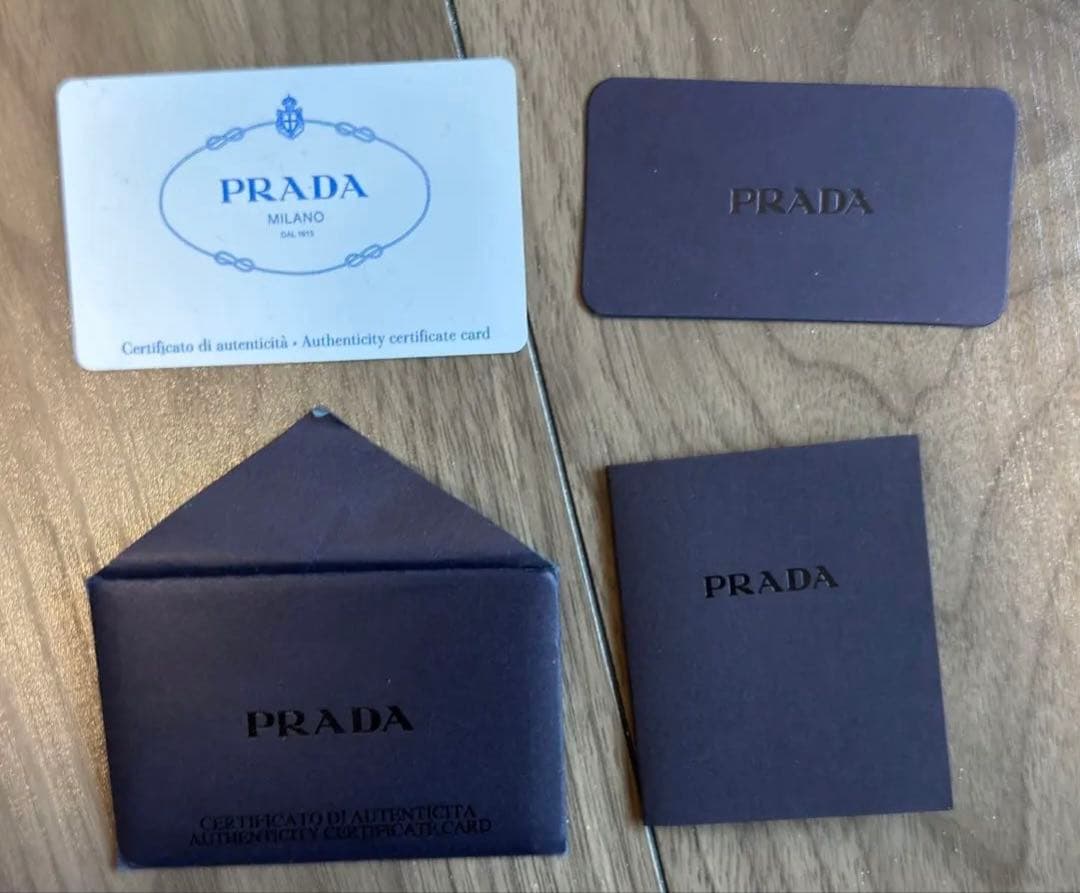 PRADA
MILANO
DAL 1913
Certificato di autenticità • Authenticity certificate card
PRADA
PRADA
CERTIFICATO DI AUTENTICITA
AUTHENTICITY CERTIFICATE CARD
PRADA